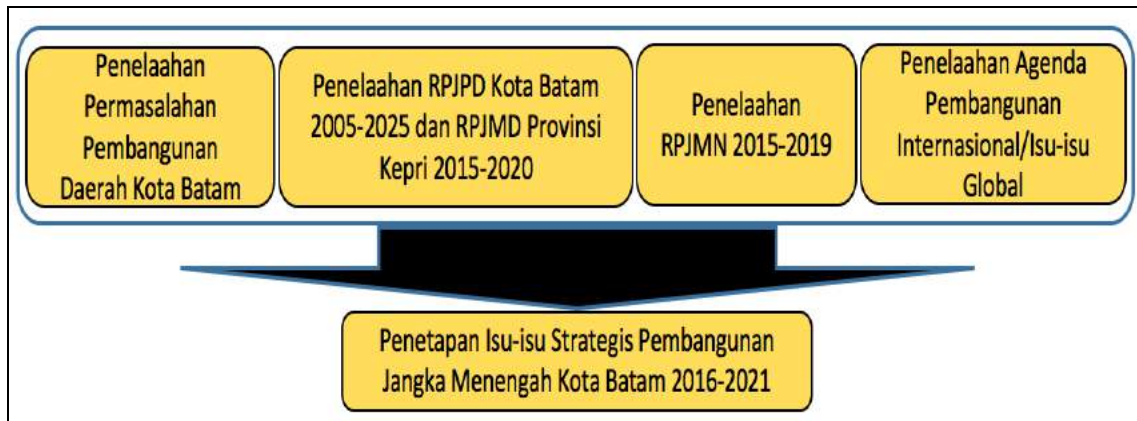 Penelaahan
Permasalahan
Pembangunan
Daerah Kota Batam
Penelaahan RPJPD Kota Batam
2005-2025 dan RPJMD Provinsi
Kepri 2015-2020
Penelaahan
RPJMN 2015-2019
Penelaahan Agenda
Pembangunan
Internasional/Isu-isu
Global
Penetapan Isu-isu Strategis Pembangunan
Jangka Menengah Kota Batam 2016-2021